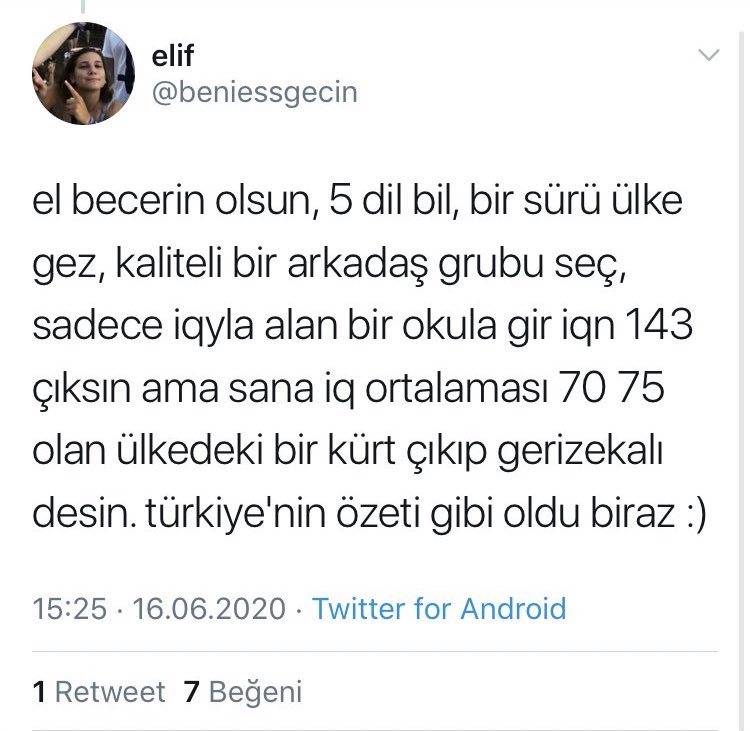 elif
@beniessgecin
el becerin olsun, 5 dil bil, bir sürü ülke
gez, kaliteli bir arkadaş grubu seç,
sadece iqyla alan bir okula gir iqn 143
çıksın ama sana iq ortalaması 70 75
olan ülkedeki bir kürt çıkıp gerizekalı
desin. türkiye'nin özeti gibi oldu biraz :)
15:25 · 16.06.2020 · Twitter for Android
1 Retweet 7 Beğeni